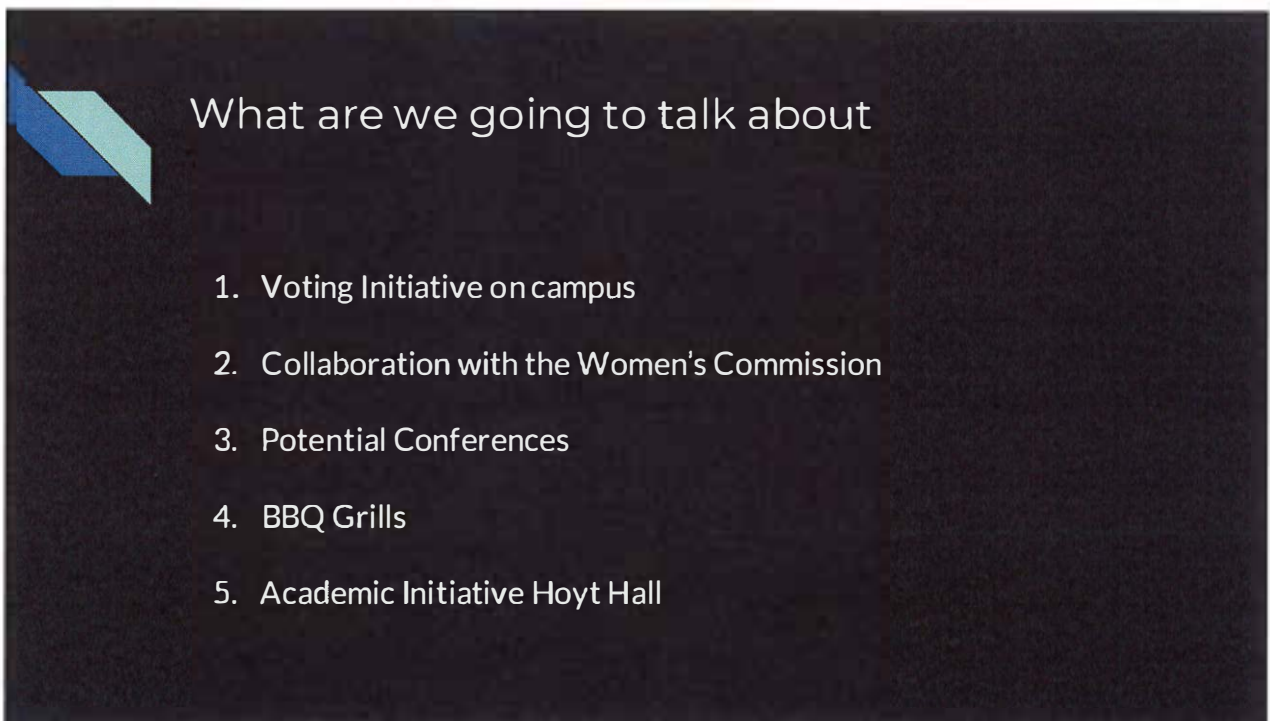 What are we going to talk about
1. Voting Initiative on campus
2. Collaboration with the Women's Commission
3. Potential Conferences
4. BBQ Grills
5. Academic Initiative Hoyt Hall